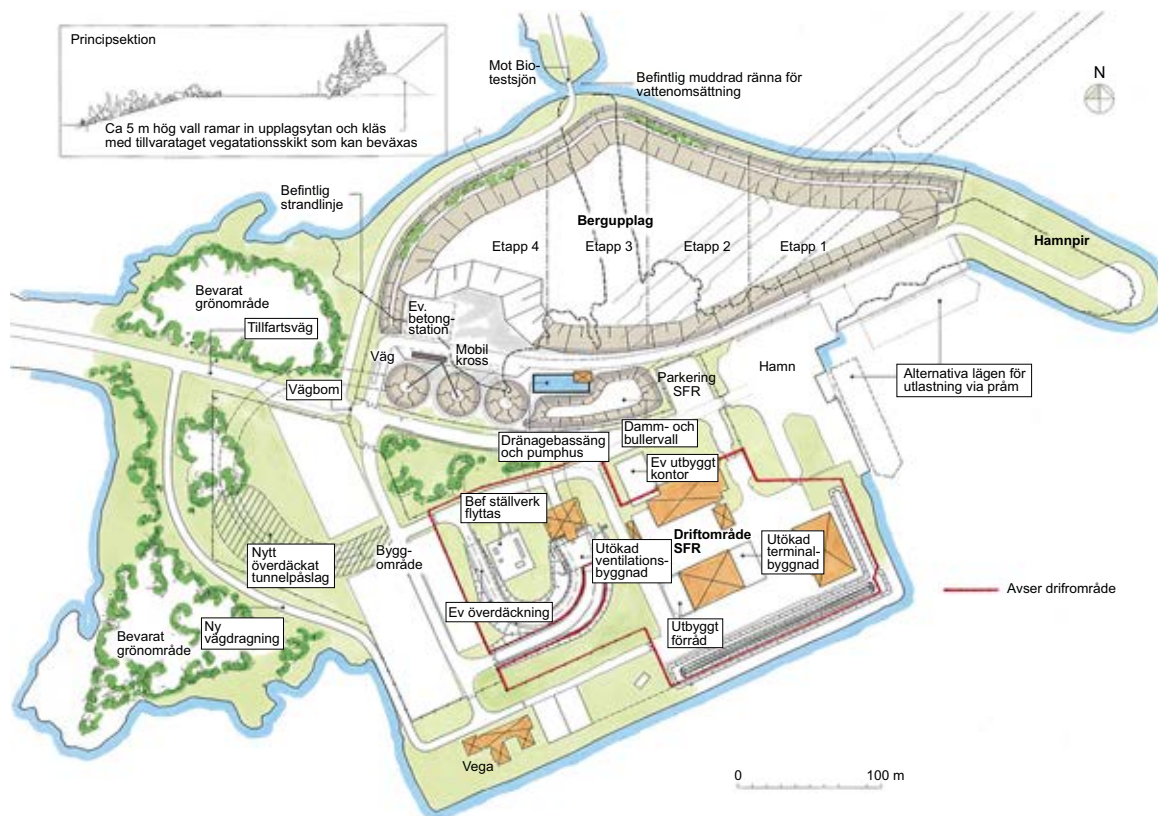 Principsektion
Ca 5 m hög vall ramar in upplagsytan och kläs
med tillvarataget vegatationsskikt som kan beväxas
Mot Bio-
testsjön
Befintlig muddrad ränna för
vattenomsättning
N
Befintlig
strandlinje
Bergupplag
Etapp 4
Etapp 3
Etapp 2
Etapp 1
Hamnpir
Bevarat
grönområde
Tillfartsväg
Ev.
betong-
station
Väg
Mobil
kross
Vägbom
Parkering
SFR
Hamn
Alternativa lägen för
utlastning via pråm
Dränagebassäng
och pumphus
Damm- och
bullervall
Ev utbyggt
kontor
Bef ställverk
flyttas
Driftområde
SFR
Utökad
ventilations-
byggnad
Utökad
terminal-
byggnad
Nytt
överdäckat
tunnelpåslag
Bygg-
område
Avser drifområde
Ev överdäckning
Ny
vägdragning
Utbyggt
förråd
Bevarat
grönområde
Vega
0
100 m